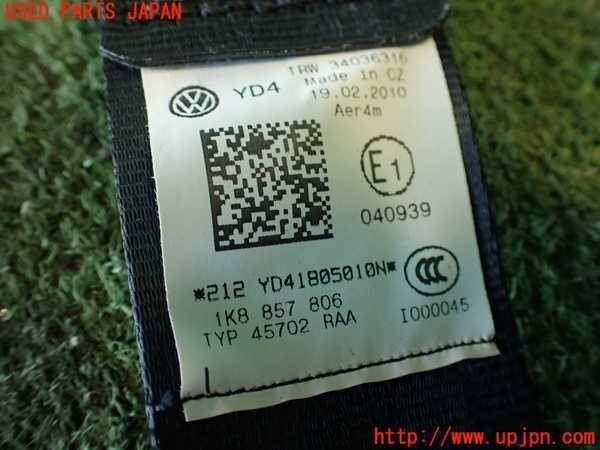 USED PARTS JAPAN
TRW 34036316
YD4 Made in CZ
19.02.2010
Aer4m
E1
040939
*212 YD41805010N*
CCC
1K8 857 806
I000045
TYP 45702 RAA
http://www.upjpn.com